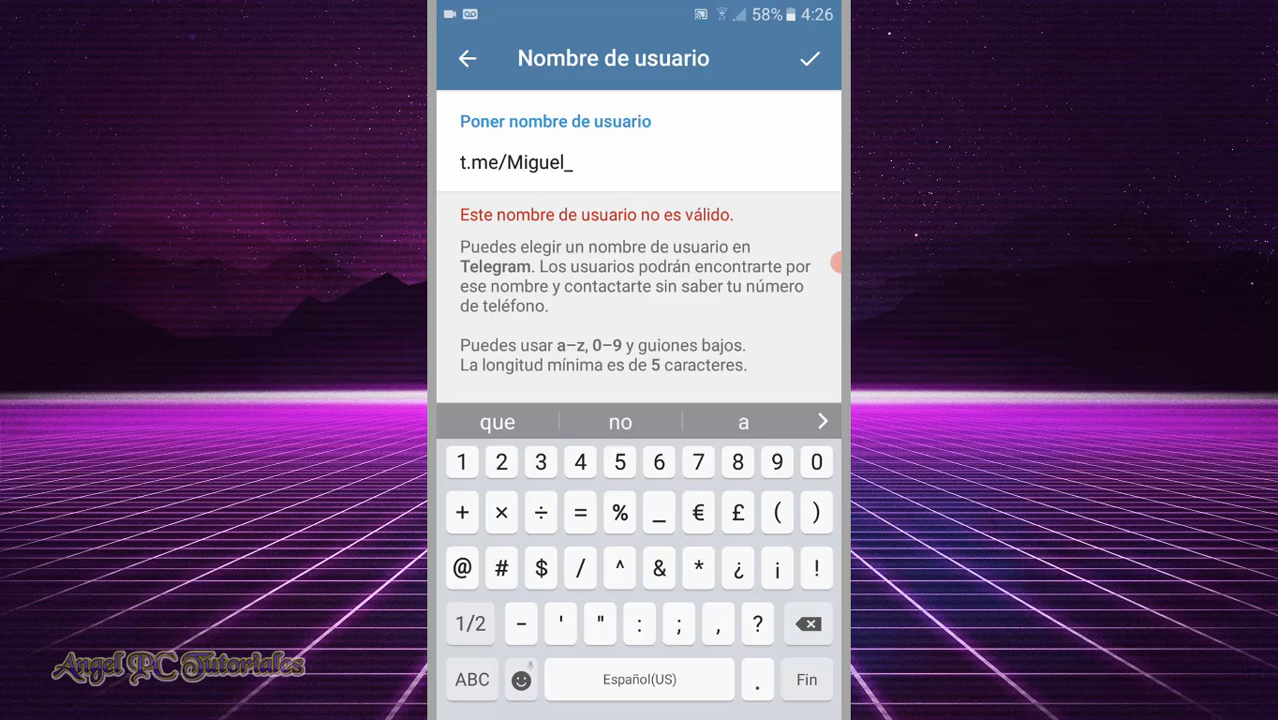 58% 4:26
Nombre de usuario
Poner nombre de usuario
t.me/Miguel_
Este nombre de usuario no es válido.
Puedes elegir un nombre de usuario en
Telegram. Los usuarios podrán encontrarte por
ese nombre y contactarte sin saber tu número
de teléfono.
Puedes usar a–z, 0–9 y guiones bajos.
La longitud mínima es de 5 caracteres.
que no a
1 2 3 4 5 6 7 8 9 0
+ × ÷ = % _ € £ ( )
@ # $ / ^ & * ¿ ¡ !
1/2 - ' " : ; , ?
ABC Español(US) . Fin
Angel PC Tutoriales